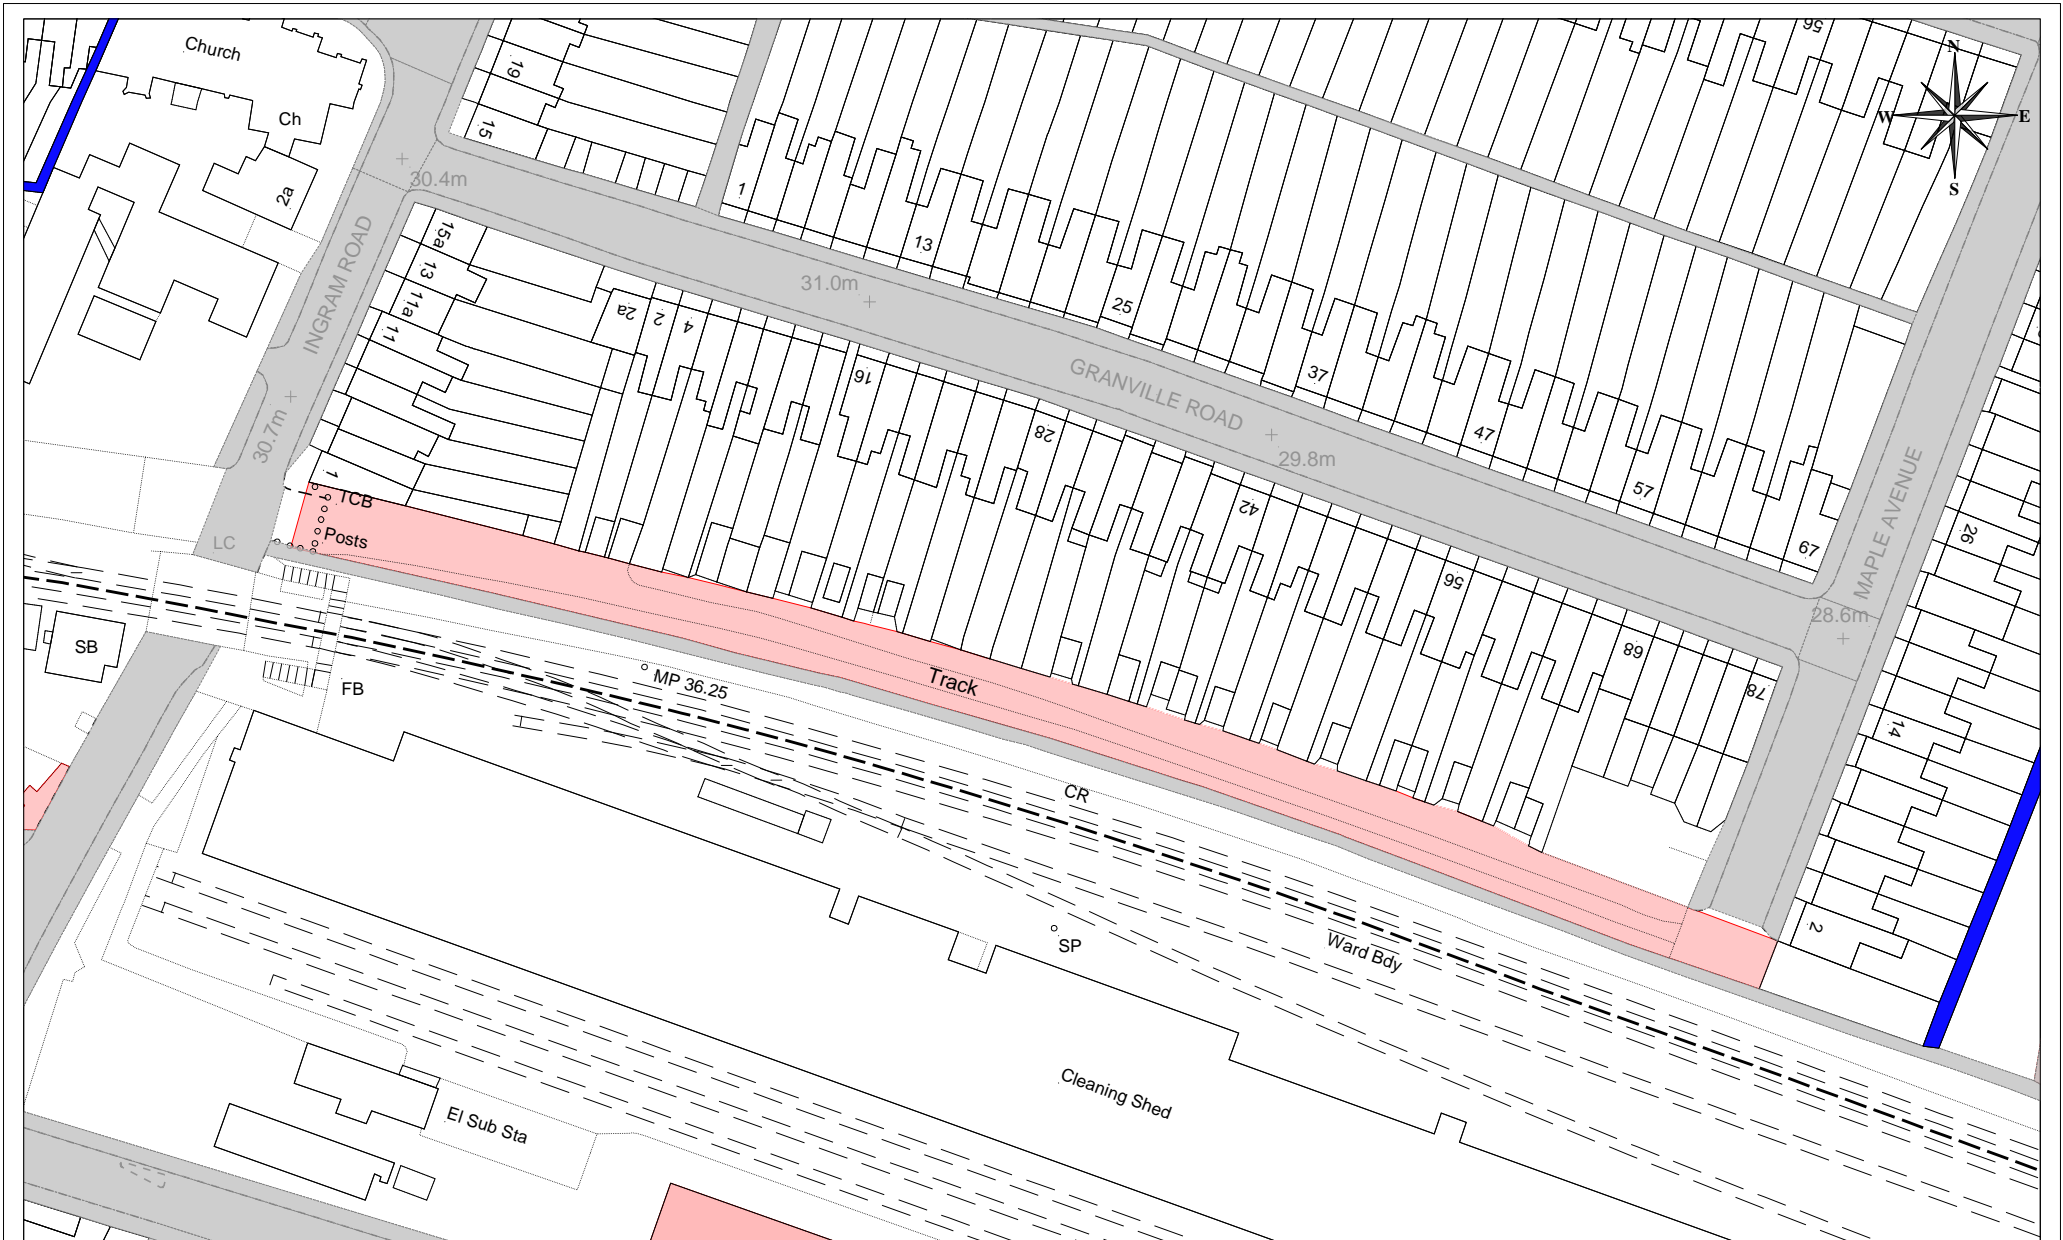 Church
Ch
2a
19
15
56
N
W
E
S
30.4m
1
13
15a
13
11a
11
INGRAM ROAD
31.0m
25
2a
2
4
16
GRANVILLE ROAD
37
30.7m
28
29.8m
47
1
TCB
42
57
MAPLE AVENUE
26
Posts
LC
67
56
28.6m
SB
FB
MP 36.25
Track
68
78
14
CR
2
SP
Ward Bdy
Cleaning Shed
El Sub Sta